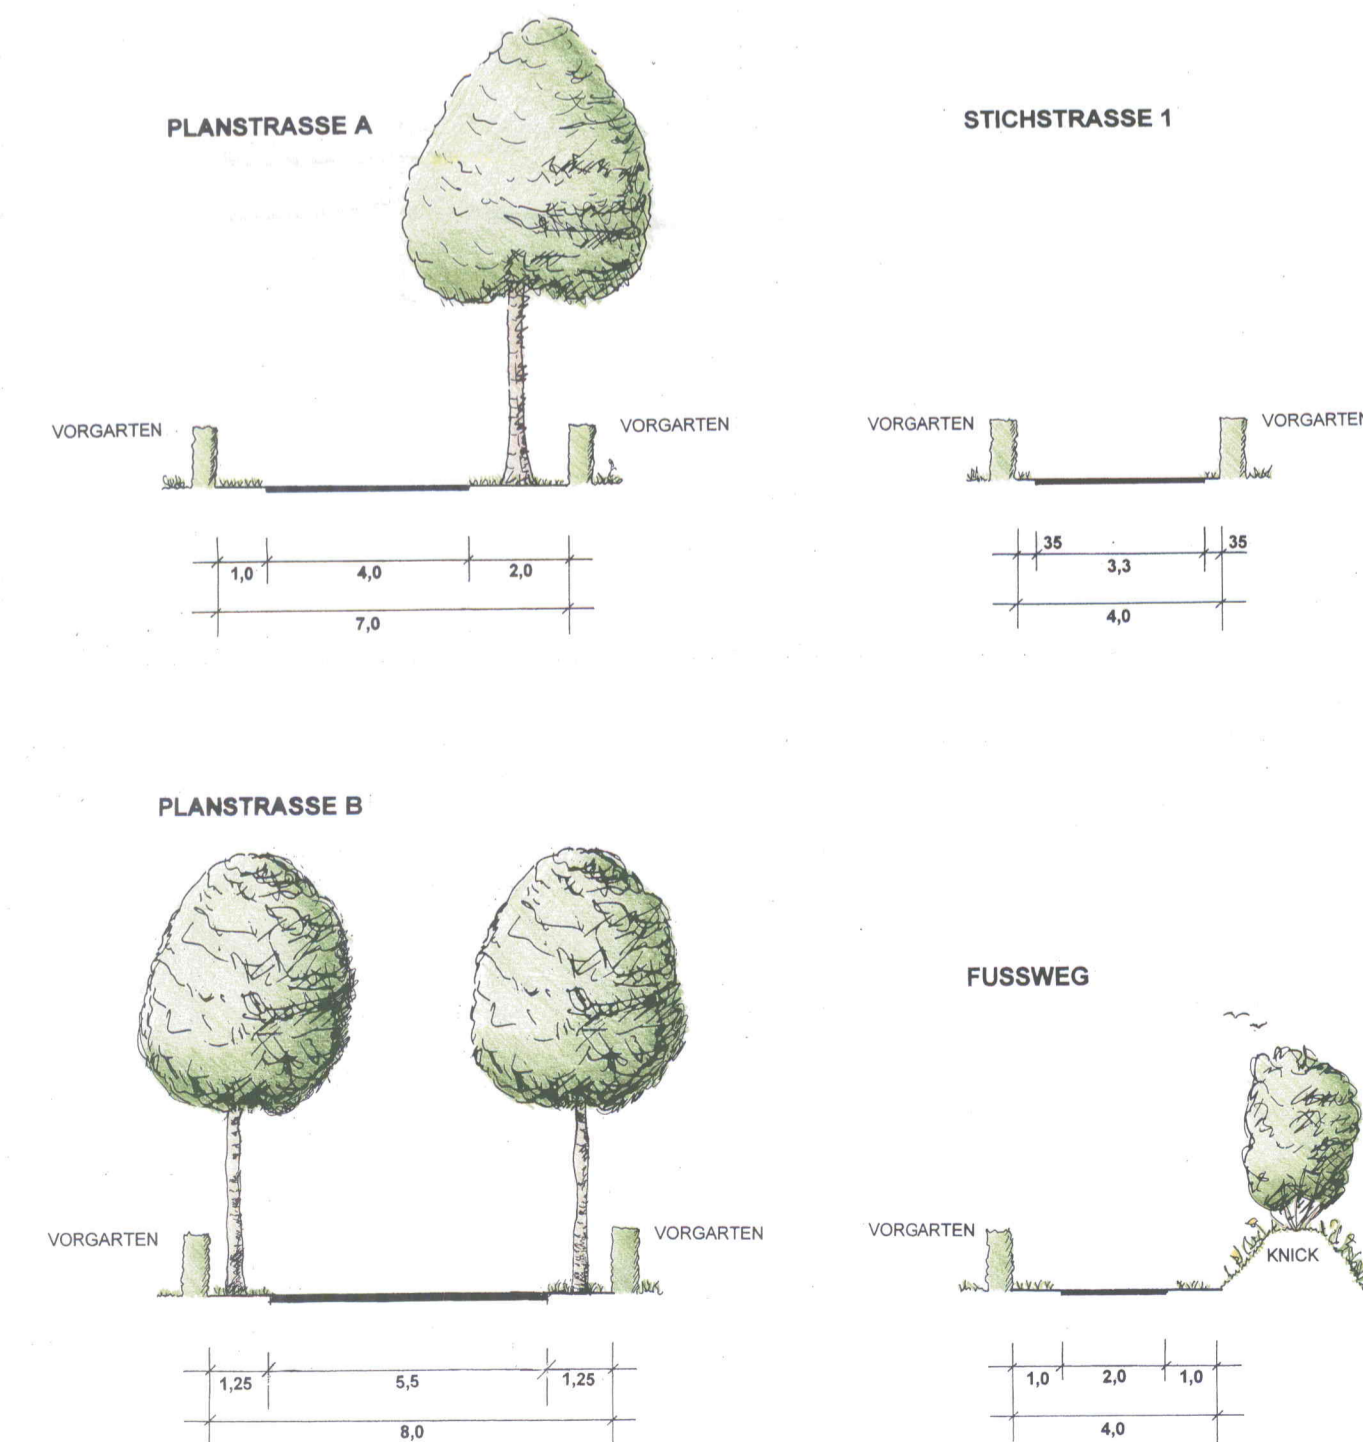 PLANSTRASSE A
VORGARTEN
VORGARTEN
1,0 4,0 2,0
7,0
STICHSTRASSE 1
VORGARTEN
VORGARTEN
35 35
3,3
4,0
PLANSTRASSE B
VORGARTEN
VORGARTEN
1,25 5,5 1,25
8,0
FUSSWEG
VORGARTEN
KNICK
1,0 2,0 1,0
4,0